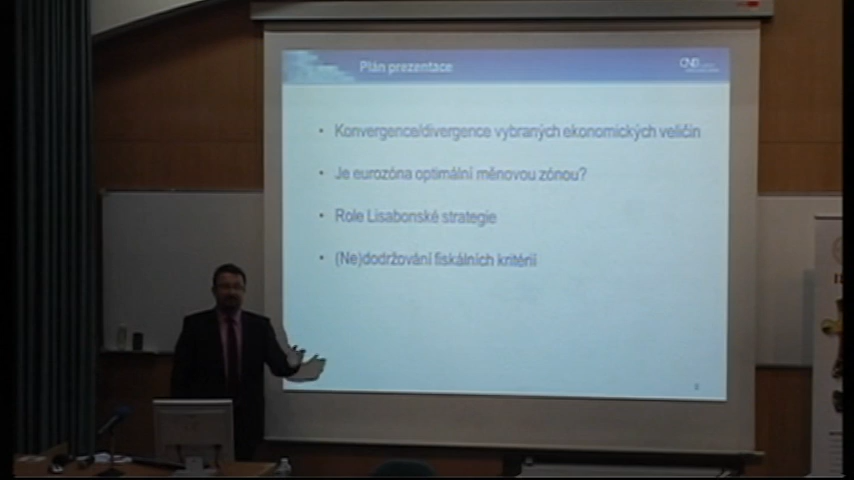 Plán prezentace
ČNB
• Konvergence/divergence vybraných ekonomických veličin
• Je eurozóna optimální měnovou zónou?
• Role Lisabonské strategie
• (Ne)dodržování fiskálních kritérií